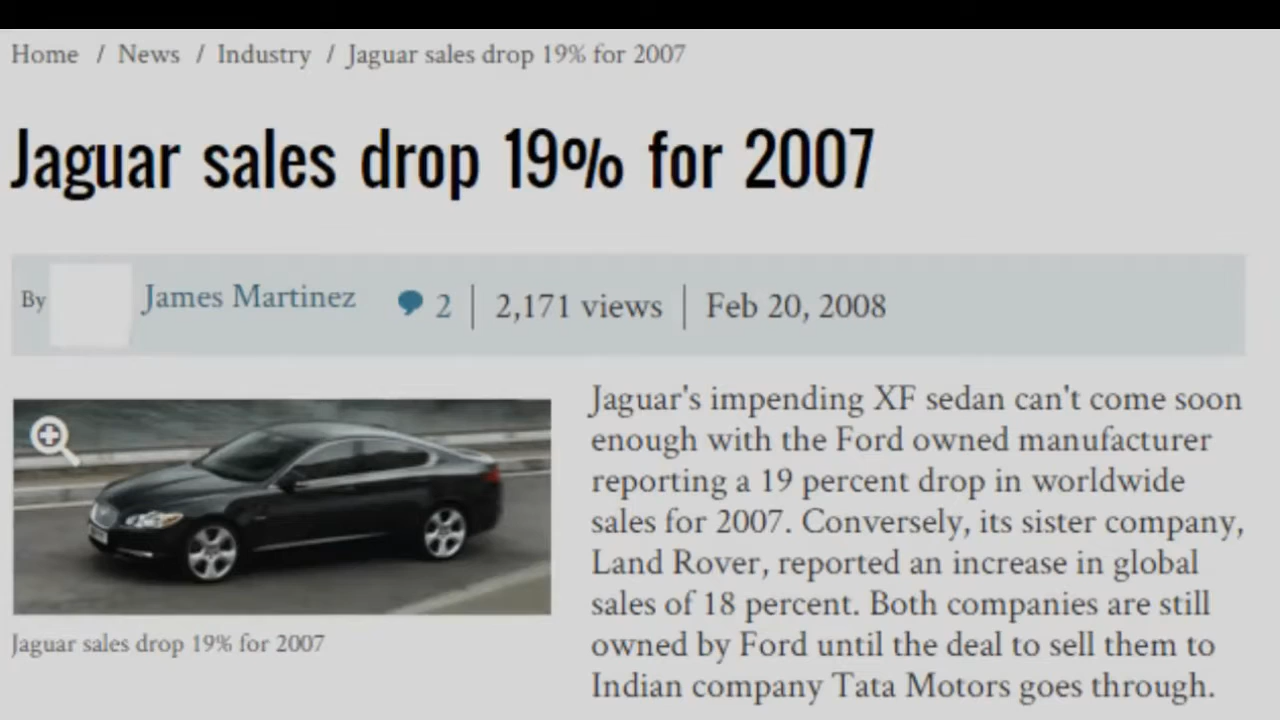 Home / News / Industry / Jaguar sales drop 19% for 2007
Jaguar sales drop 19% for 2007
By James Martinez 2 | 2,171 views | Feb 20, 2008
Jaguar's impending XF sedan can't come soon
enough with the Ford owned manufacturer
reporting a 19 percent drop in worldwide
sales for 2007. Conversely, its sister company,
Land Rover, reported an increase in global
sales of 18 percent. Both companies are still
owned by Ford until the deal to sell them to
Indian company Tata Motors goes through.
Jaguar sales drop 19% for 2007